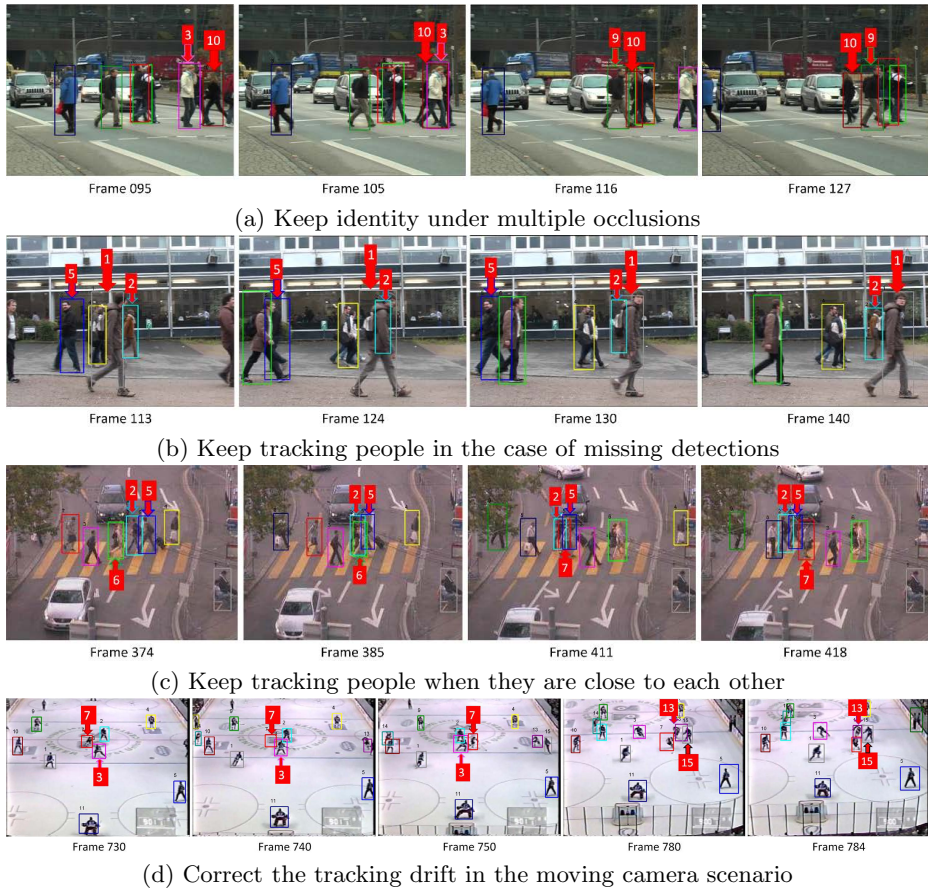 3 10 10 3 9 10 10 9
Frame 095 Frame 105 Frame 116 Frame 127
(a) Keep identity under multiple occlusions
5 1 2 5 1 2 5 2 1 2 1
Frame 113 Frame 124 Frame 130 Frame 140
(b) Keep tracking people in the case of missing detections
2 5 2 5 2 5 2 5
6 6 7 7
Frame 374 Frame 385 Frame 411 Frame 418
(c) Keep tracking people when they are close to each other
7 7 7 13 13
3 3 3 15 15
Frame 730 Frame 740 Frame 750 Frame 780 Frame 784
(d) Correct the tracking drift in the moving camera scenario